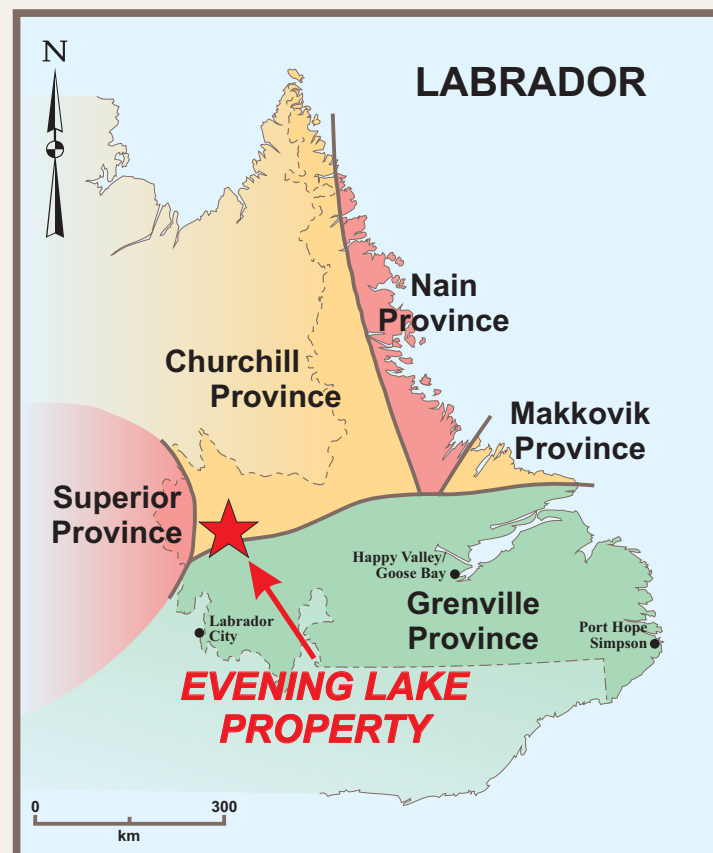 N
LABRADOR
Nain
Province
Churchill
Province
Makkovik
Province
Superior
Province
Happy Valley/
Goose Bay
Grenville
Province
Labrador
City
Port Hope
Simpson
EVENING LAKE
PROPERTY
0 300
km